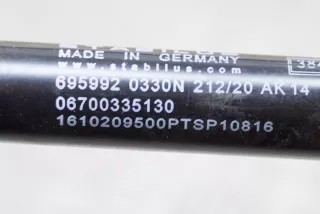 MADE IN GERMANY
www.stabilus.com
695992 0330N 212/20 AK14
06700335130
1610209500PTSP10816